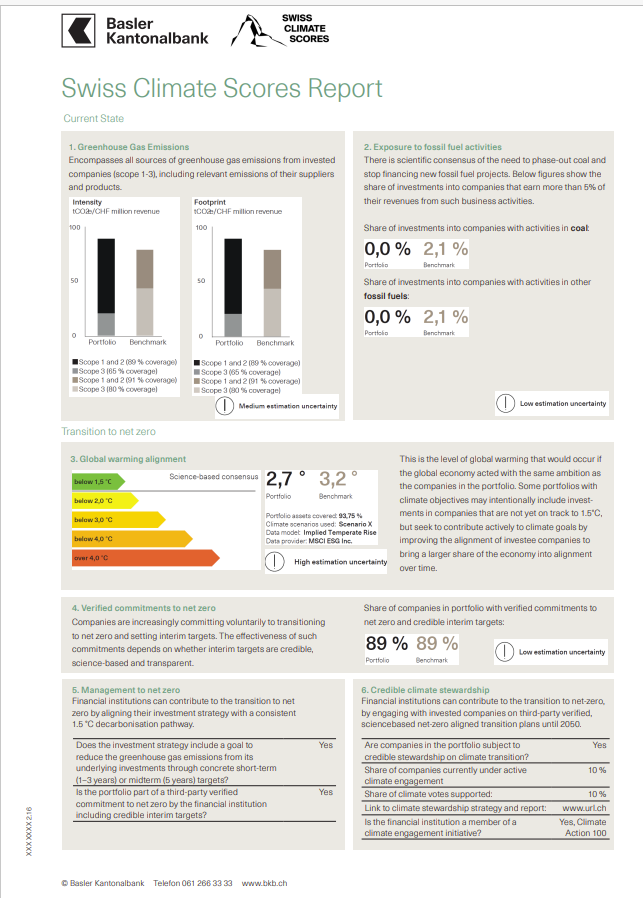 Basler
Kantonalbank
SWISS
CLIMATE
SCORES
Swiss Climate Scores Report
Current State
1. Greenhouse Gas Emissions
Encompasses all sources of greenhouse gas emissions from invested
companies (scope 1-3), including relevant emissions of their suppliers
and products.
Intensity
tCO2e/CHF million revenue
100
50
0
Portfolio Benchmark
Scope 1 and 2 (89 % coverage)
Scope 3 (65 % coverage)
Scope 1 and 2 (91 % coverage)
Scope 3 (80 % coverage)
Footprint
tCO2e/CHF million revenue
100
50
0
Portfolio Benchmark
Scope 1 and 2 (89 % coverage)
Scope 3 (65 % coverage)
Scope 1 and 2 (91 % coverage)
Scope 3 (80 % coverage)
Medium estimation uncertainty
2. Exposure to fossil fuel activities
There is scientific consensus of the need to phase-out coal and
stop financing new fossil fuel projects. Below figures show the
share of investments into companies that earn more than 5% of
their revenues from such business activities.
Share of investments into companies with activities in coal:
0,0 % 2,1 %
Portfolio Benchmark
Share of investments into companies with activities in other
fossil fuels:
0,0 % 2,1 %
Portfolio Benchmark
Low estimation uncertainty
Transition to net zero
3. Global warming alignment
below 1,5 °C
below 2,0 °C
below 3,0 °C
below 4,0 °C
over 4,0 °C
Science-based consensus
2,7 ° 3,2 °
Portfolio Benchmark
Portfolio assets covered: 93,75 %
Climate scenarios used: Scenario X
Data model: Implied Temperate Rise
Data provider: MSCI ESG Inc.
High estimation uncertainty
This is the level of global warming that would occur if
the global economy acted with the same ambition as
the companies in the portfolio. Some portfolios with
climate objectives may intentionally include invest-
ments in companies that are not yet on track to 1.5°C,
but seek to contribute actively to climate goals by
improving the alignment of investee companies to
bring a larger share of the economy into alignment
over time.
4. Verified commitments to net zero
Companies are increasingly committing voluntarily to transitioning
to net zero and setting interim targets. The effectiveness of such
commitments depends on whether interim targets are credible,
science-based and transparent.
Share of companies in portfolio with verified commitments to
net zero and credible interim targets:
89 % 89 %
Portfolio Benchmark
Low estimation uncertainty
5. Management to net zero
Financial institutions can contribute to the transition to net
zero by aligning their investment strategy with a consistent
1.5 °C decarbonisation pathway.
Does the investment strategy include a goal to Yes
reduce the greenhouse gas emissions from its
underlying investments through concrete short-term
(1–3 years) or midterm (5 years) targets?
Is the portfolio part of a third-party verified Yes
commitment to net zero by the financial institution
including credible interim targets?
6. Credible climate stewardship
Financial institutions can contribute to the transition to net-zero,
by engaging with invested companies on third-party verified,
sciencebased net-zero aligned transition plans until 2050.
Are companies in the portfolio subject to Yes
credible stewardship on climate transition?
Share of companies currently under active 10 %
climate engagement
Share of climate votes supported: 10 %
Link to climate stewardship strategy and report: www.url.ch
Is the financial institution a member of a Yes, Climate
climate engagement initiative? Action 100
XXX XXXX 2.16
© Basler Kantonalbank Telefon 061 266 33 33 www.bkb.ch